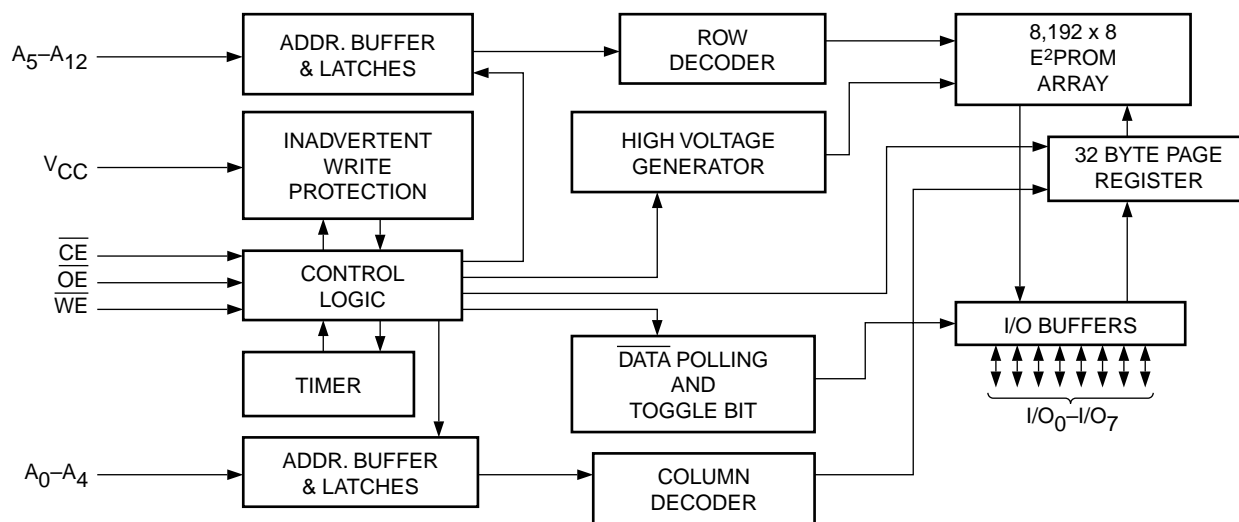 A5–A12
ADDR. BUFFER
& LATCHES
ROW
DECODER
8,192 x 8
E²PROM
ARRAY
VCC
INADVERTENT
WRITE
PROTECTION
HIGH VOLTAGE
GENERATOR
32 BYTE PAGE
REGISTER
CE
OE
WE
CONTROL
LOGIC
I/O BUFFERS
TIMER
DATA POLLING
AND
TOGGLE BIT
I/O0–I/O7
A0–A4
ADDR. BUFFER
& LATCHES
COLUMN
DECODER